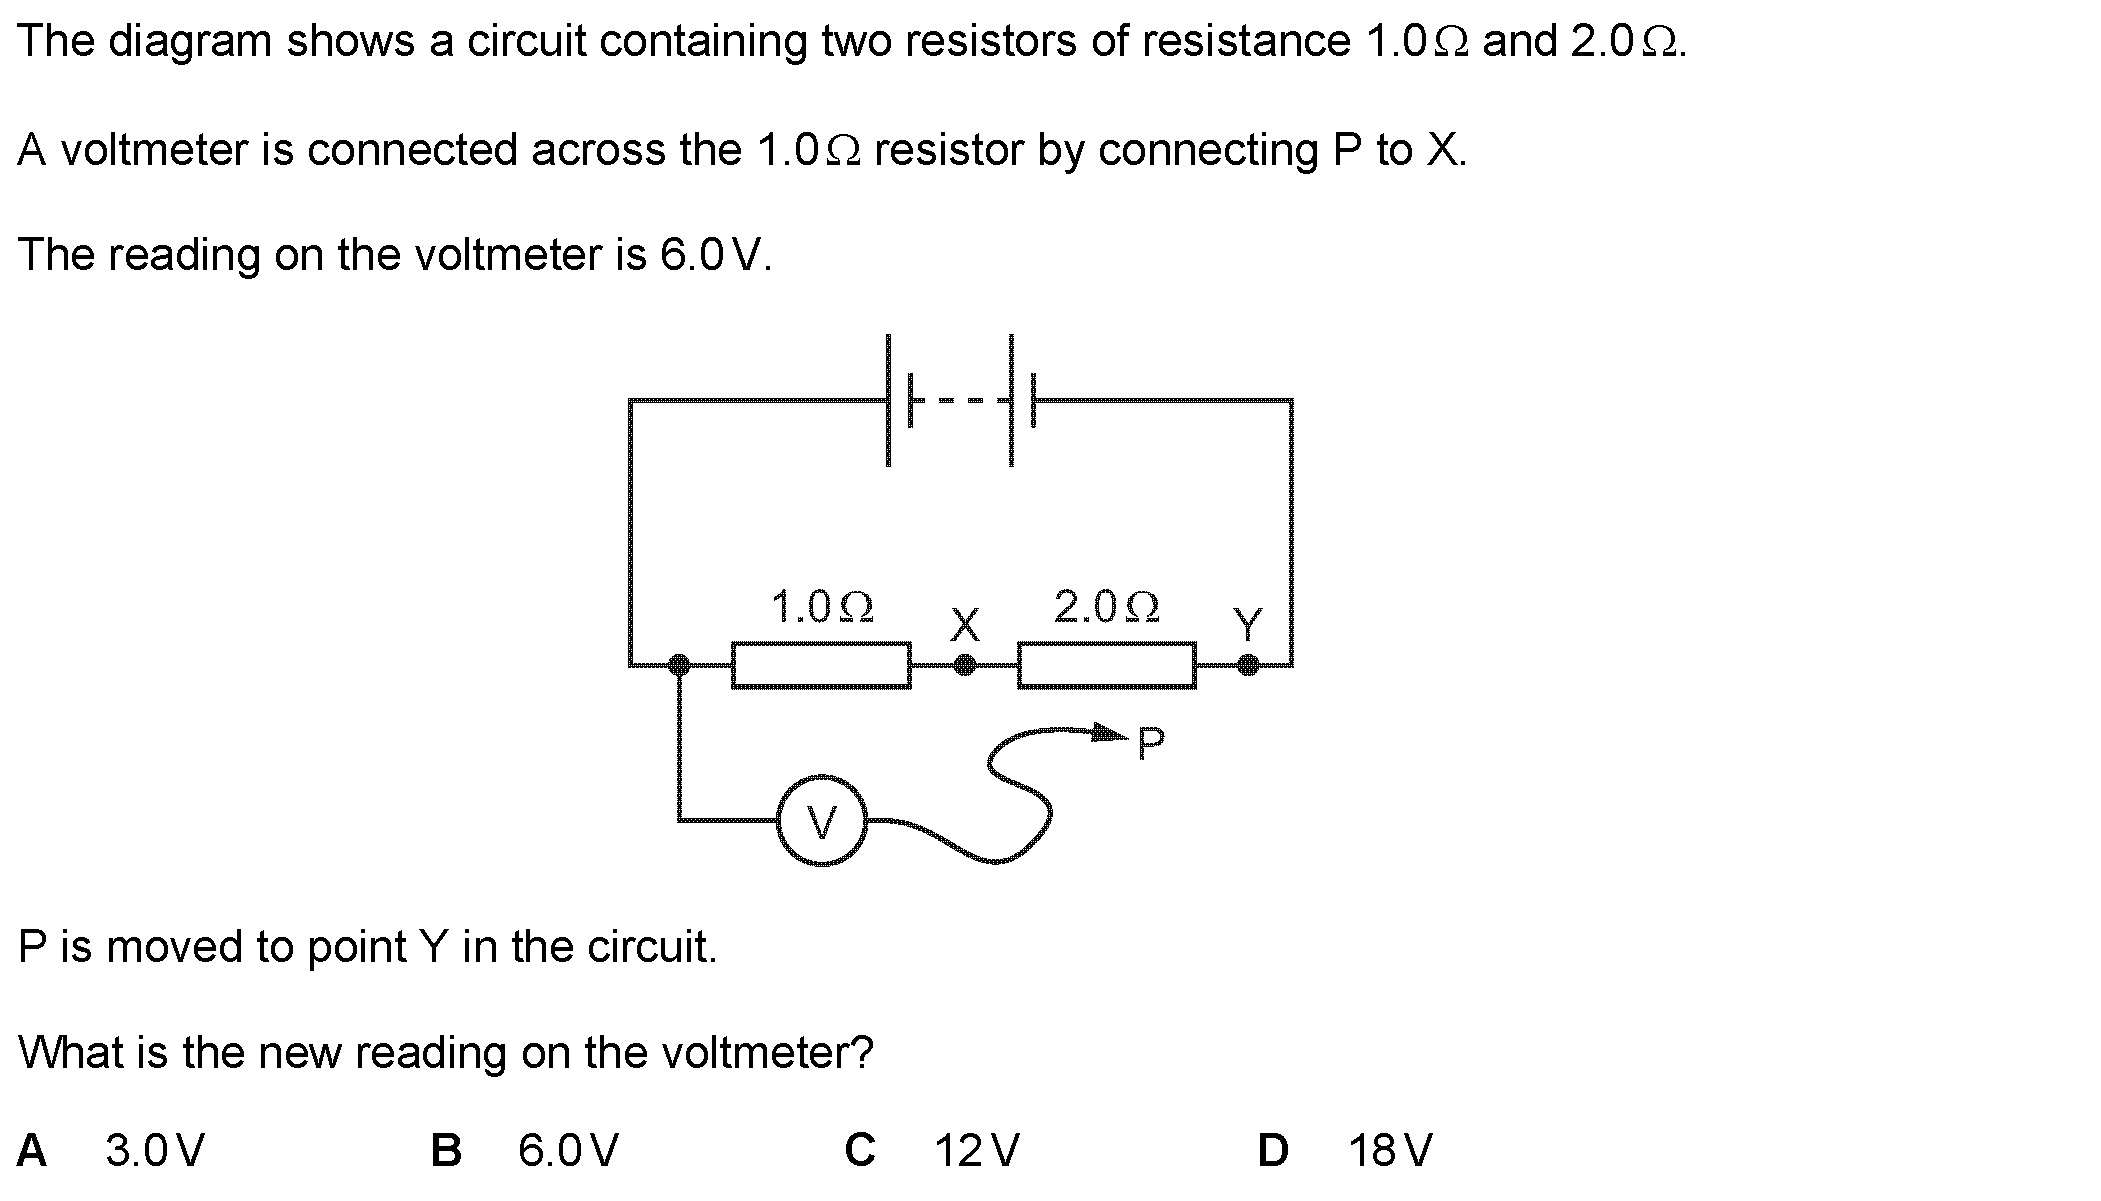 The diagram shows a circuit containing two resistors of resistance 1.0Ω and 2.0Ω.
A voltmeter is connected across the 1.0Ω resistor by connecting P to X.
The reading on the voltmeter is 6.0V.
1.0Ω X 2.0Ω Y
P
V
P is moved to point Y in the circuit.
What is the new reading on the voltmeter?
A 3.0V B 6.0V C 12V D 18V